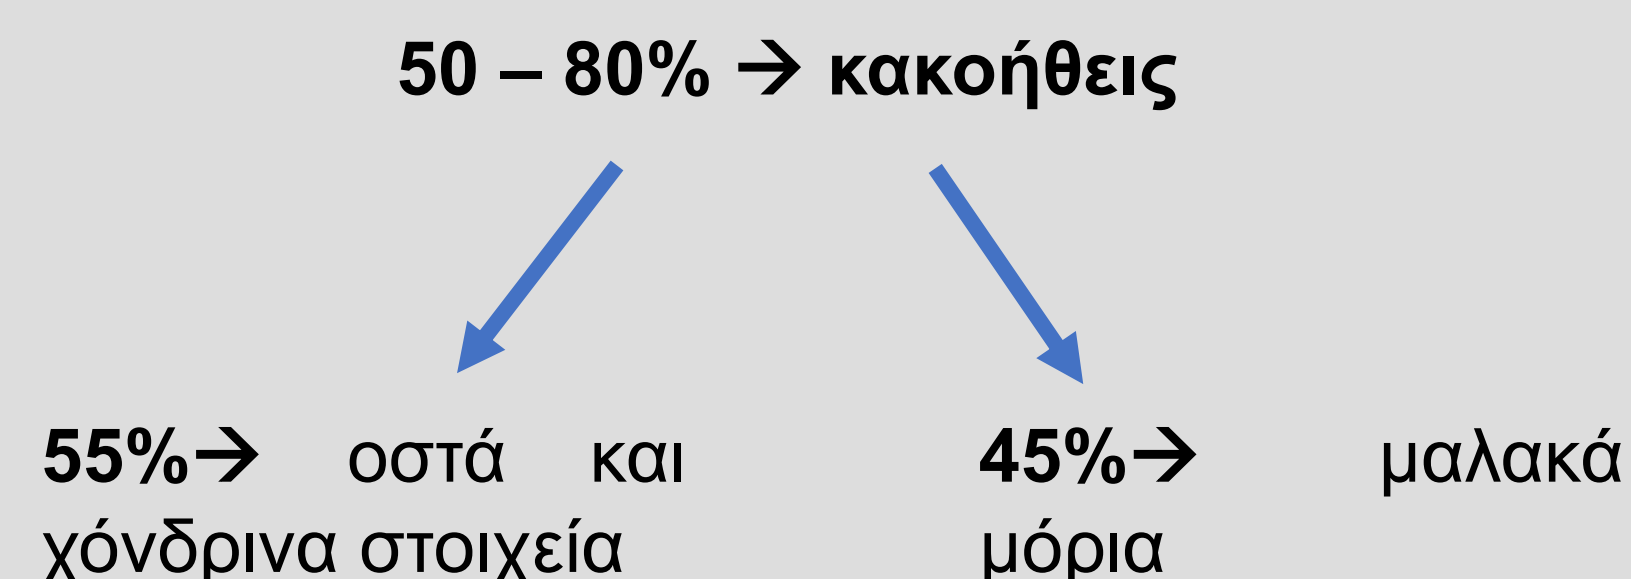 50 – 80% → κακοήθεις
55%→ οστά και
χόνδρινα στοιχεία
45%→ μαλακά
μόρια